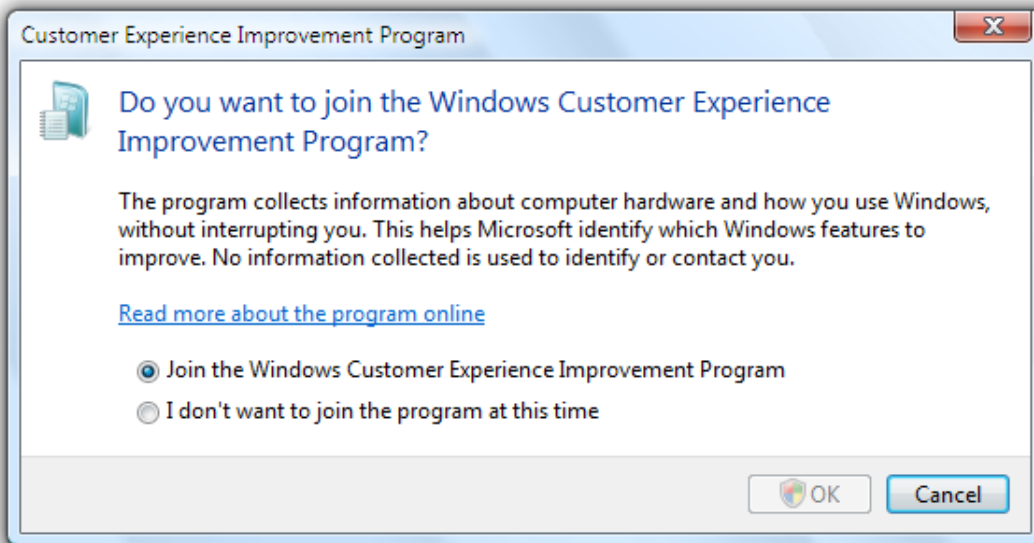 Customer Experience Improvement Program
Do you want to join the Windows Customer Experience
Improvement Program?
The program collects information about computer hardware and how you use Windows,
without interrupting you. This helps Microsoft identify which Windows features to
improve. No information collected is used to identify or contact you.
Read more about the program online
Join the Windows Customer Experience Improvement Program
I don't want to join the program at this time
OK
Cancel